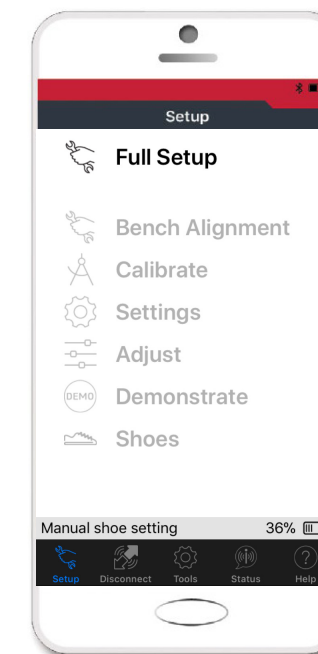 Setup
Full Setup
Bench Alignment
Calibrate
Settings
Adjust
DEMO Demonstrate
Shoes
Manual shoe setting 36%
Setup Disconnect Tools Status Help